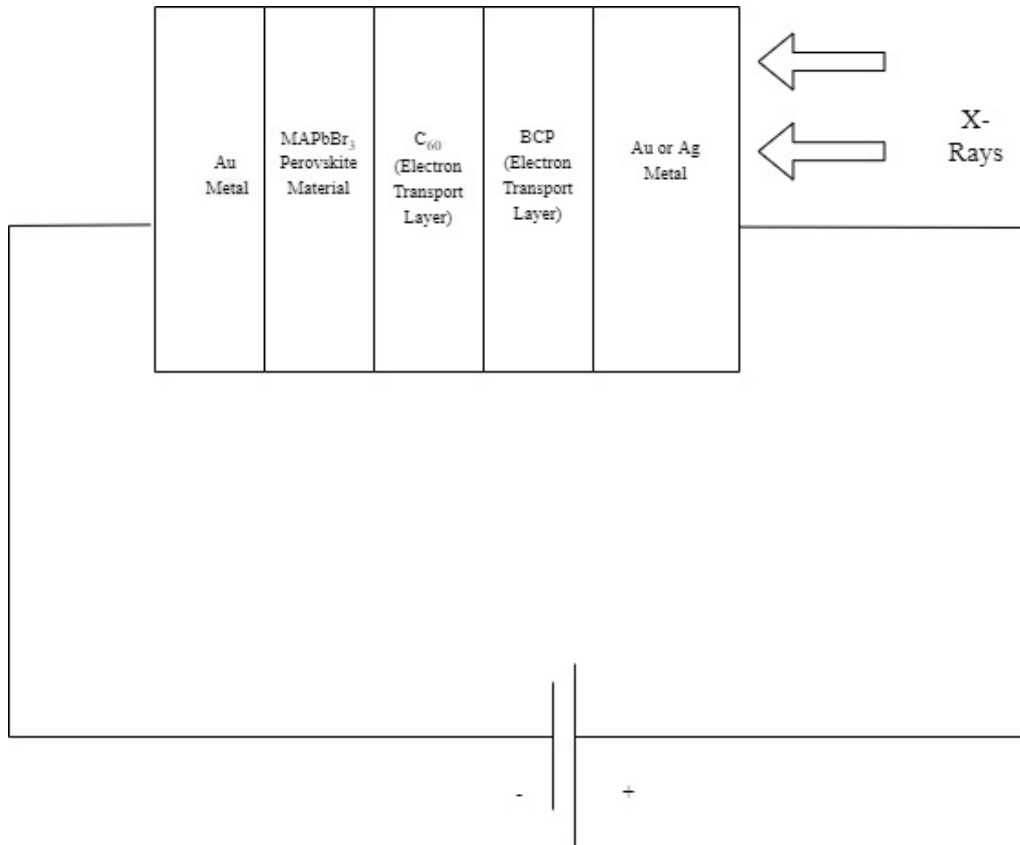 Au
Metal
MAPbBr₃
Perovskite
Material
C₆₀
(Electron
Transport
Layer)
BCP
(Electron
Transport
Layer)
Au or Ag
Metal
X-
Rays
- +